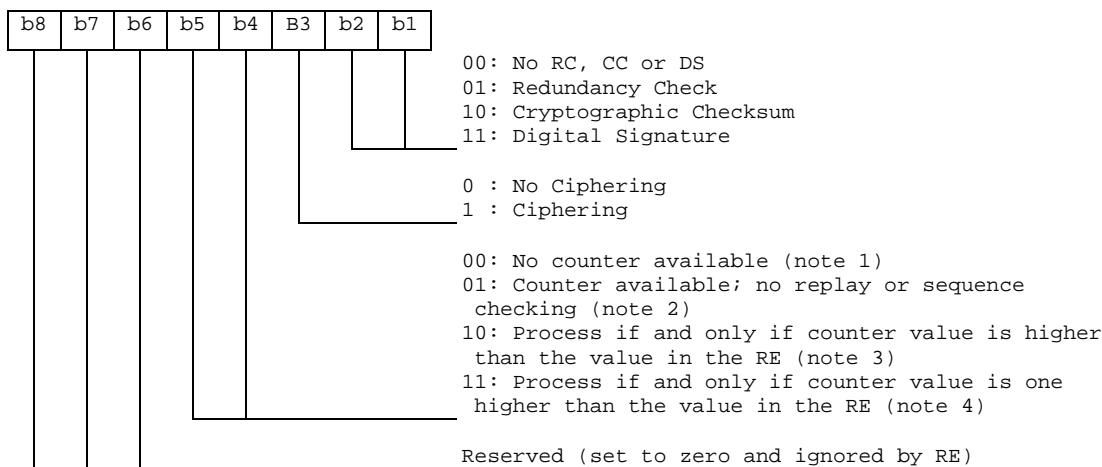 b8 b7 b6 b5 b4 B3 b2 b1
00: No RC, CC or DS
01: Redundancy Check
10: Cryptographic Checksum
11: Digital Signature
0 : No Ciphering
1 : Ciphering
00: No counter available (note 1)
01: Counter available; no replay or sequence
checking (note 2)
10: Process if and only if counter value is higher
than the value in the RE (note 3)
11: Process if and only if counter value is one
higher than the value in the RE (note 4)
Reserved (set to zero and ignored by RE)